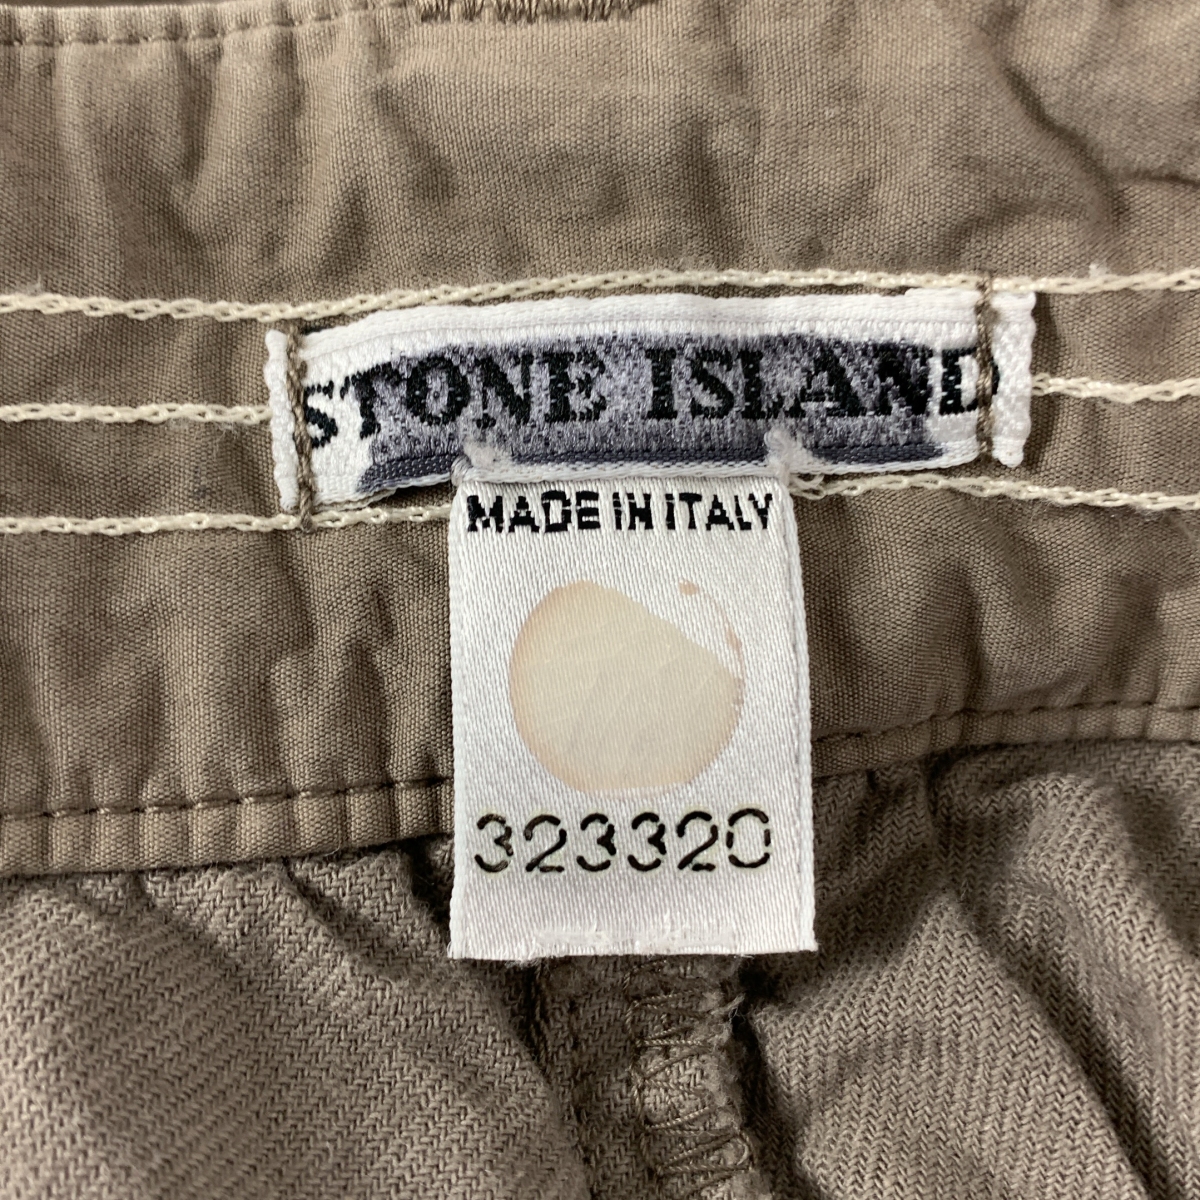 STONE ISLAND
MADE IN ITALY
323320